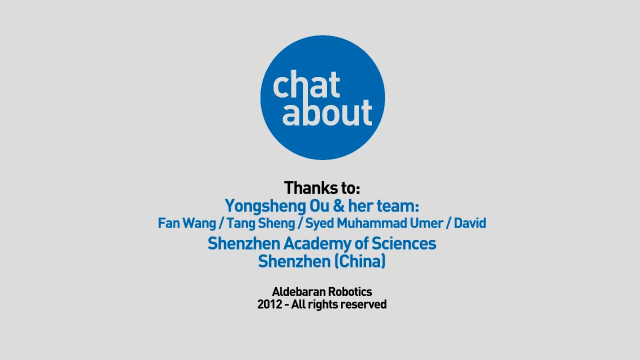 chat
about
Thanks to:
Yongsheng Ou & her team:
Fan Wang / Tang Sheng / Syed Muhammad Umer / David
Shenzhen Academy of Sciences
Shenzhen (China)
Aldebaran Robotics
2012 - All rights reserved